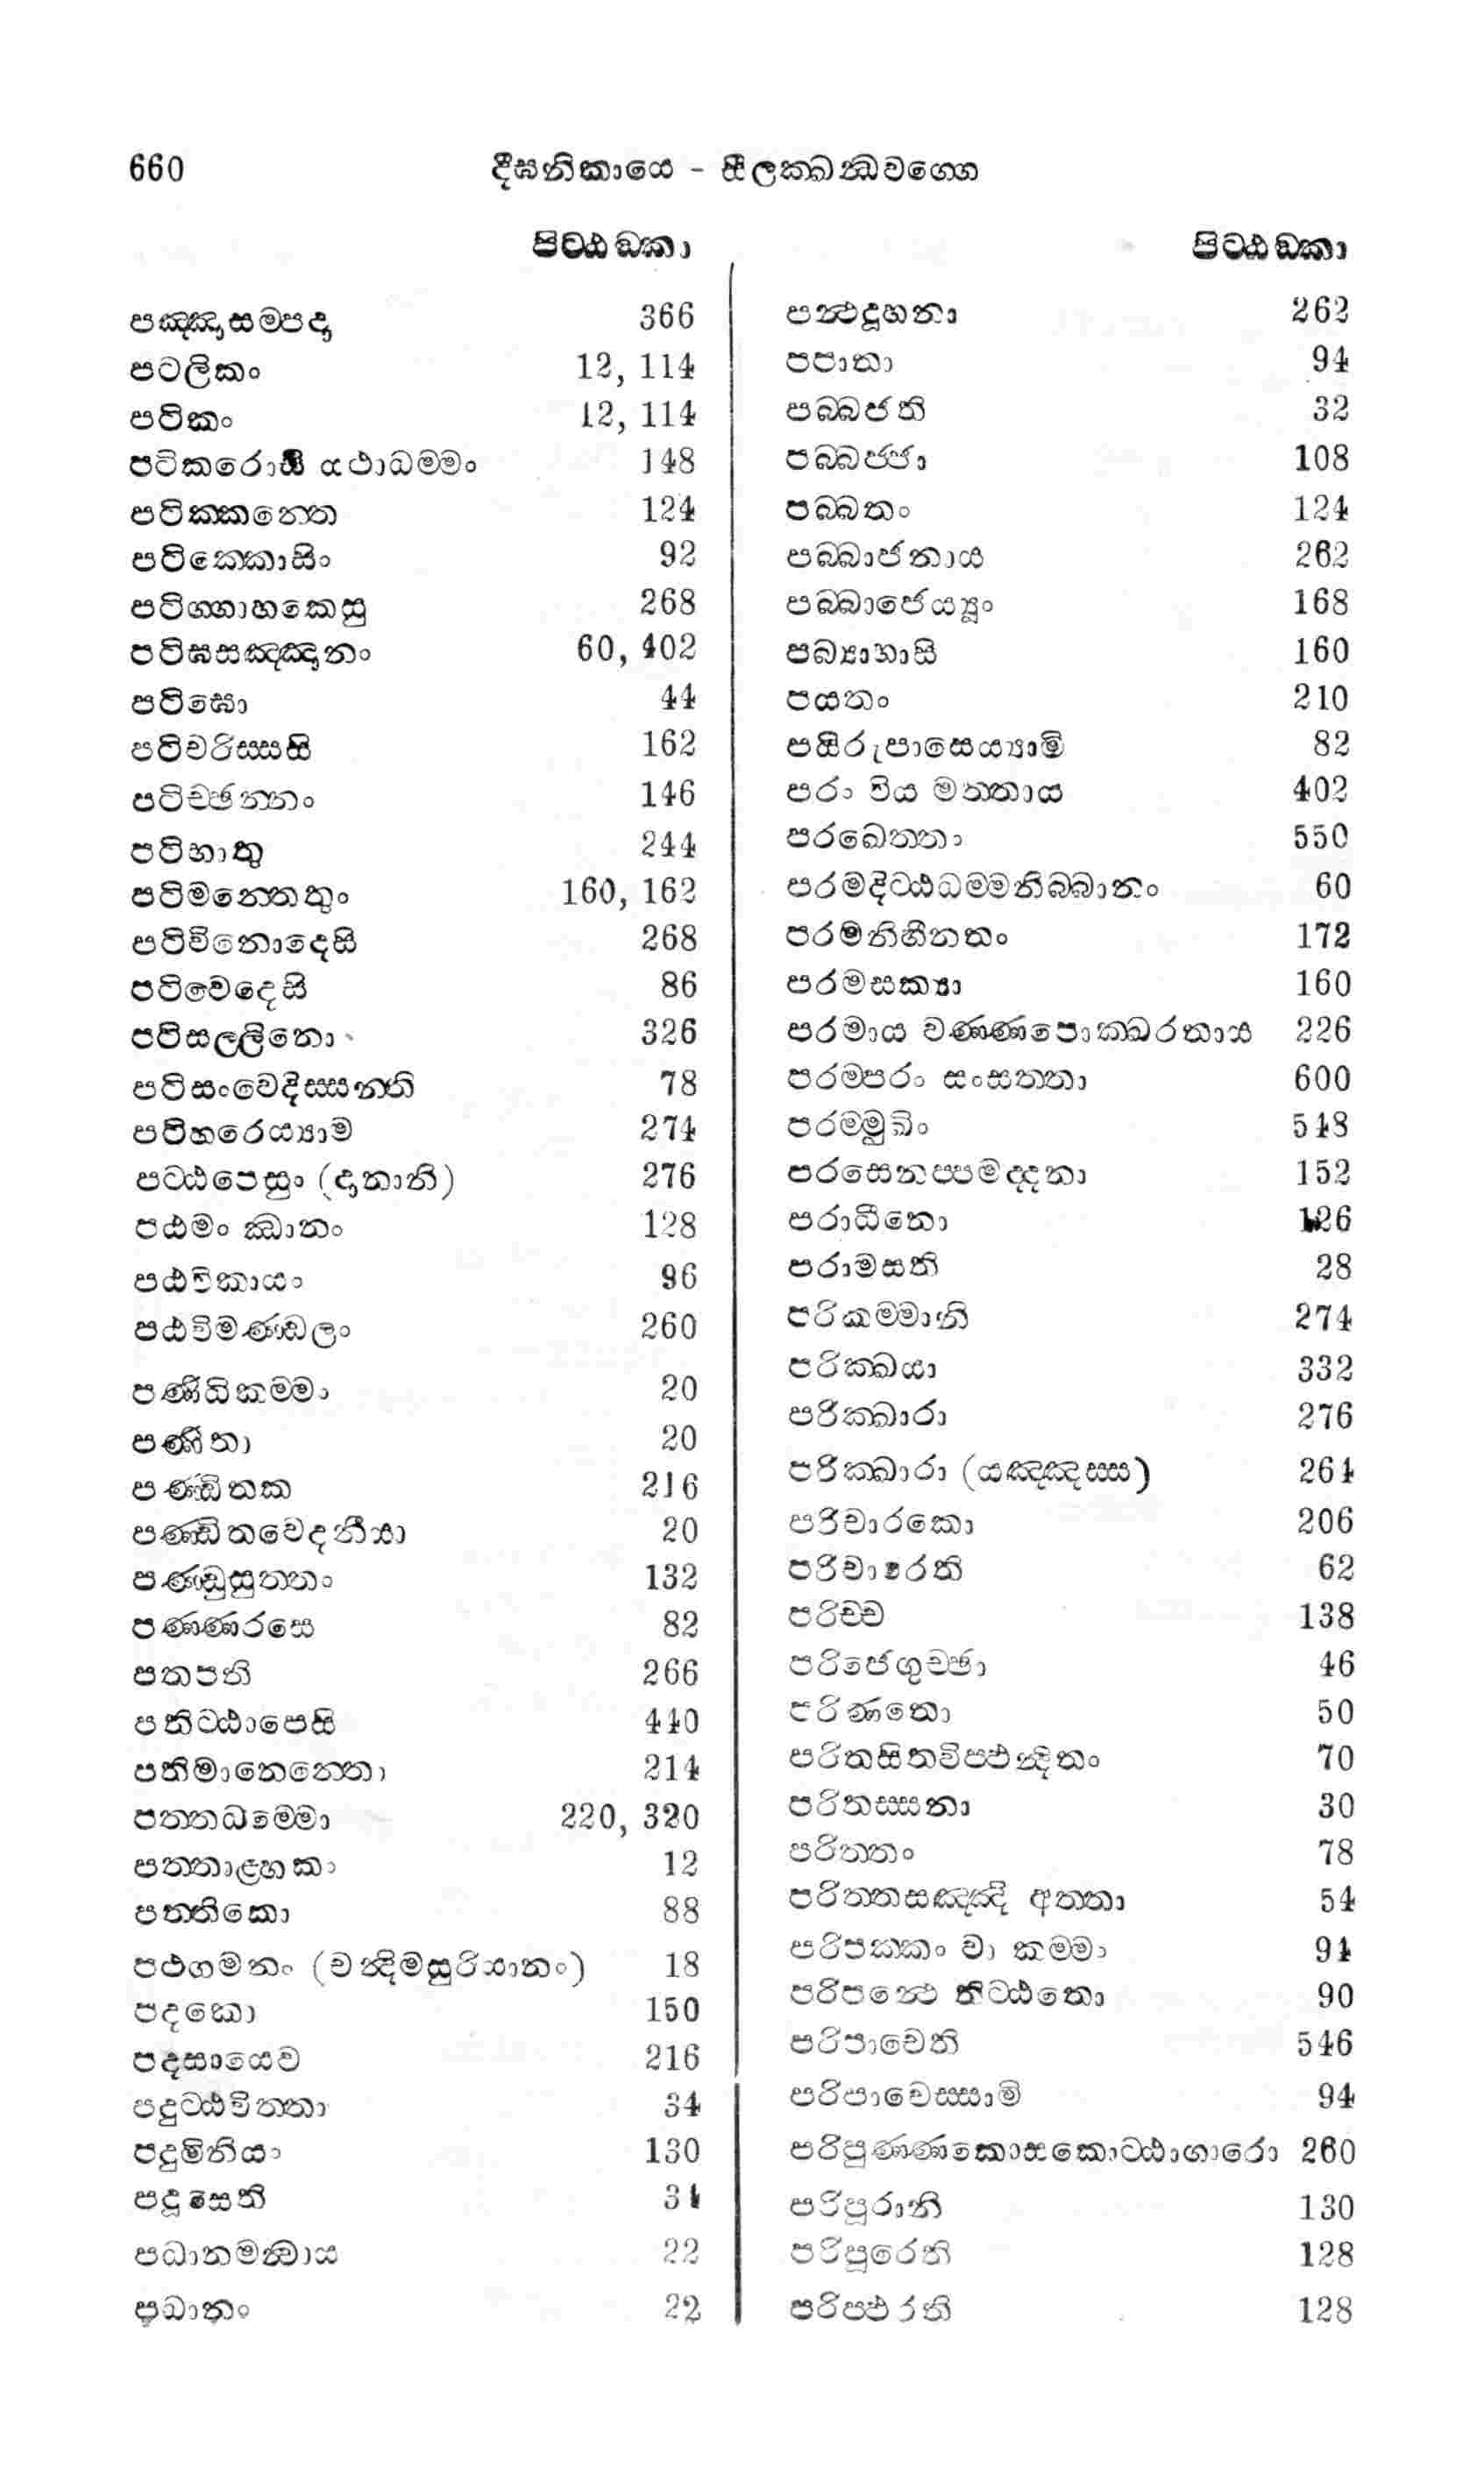 660 දීඝනිකායෙ - සීලක්ඛන්ධවග්ගෙ
පිට්ඨඞ්කා
පඤ්ඤාසම්පදා 366
පටලිකං 12, 114
පටිකං 12, 114
පටිකරොසි යථාධම්මං 148
පටික්කන්තෙ 124
පටික්කොසිං 92
පටිග්ගාහකෙසු 268
පටිඝසඤ්ඤානං 60, 402
පටිඝො 44
පටිචරිස්සසි 162
පටිච්ඡන්නං 146
පටිභාතු 244
පටිමන්තෙතුං 160, 162
පටිවිනොදෙසි 268
පටිවෙදෙසි 86
පටිසල්ලිනො 326
පටිසංවෙදිස්සන්ති 78
පටිහරෙය්‍යාම 274
පට්ඨපෙසුං (දානානි) 276
පඨමං ඣානං 128
පඨවිකායං 96
පඨවිමණ්ඩලං 260
පණිධිකම්මං 20
පණීතා 20
පණ්ඩිතක 216
පණ්ඩිතවෙදනීයා 20
පණ්ඩුසුත්තං 132
පණ්ණරසෙ 82
පතපති 266
පතිට්ඨාපෙසි 440
පතිමානෙන්තො 214
පත්තධම්මො 220, 320
පත්තාළ්හකං 12
පත්තිකො 88
පථගමනං (චන්දිමසුරියානං) 18
පදකො 150
පදසායෙව 216
පදුට්ඨචිත්තා 34
පදුමිනියං 130
පදූසෙති 34
පධානමන්වාය 22
පධානං 22
පිට්ඨඞ්කා
පන්ථදූහනා 262
පපාතා 94
පබ්බජති 32
පබ්බජ්ජා 108
පබ්බතං 124
පබ්බාජනාය 262
පබ්බාජෙය්‍යුං 168
පබ්‍යාහාසි 160
පයතං 210
පයිරුපාසෙය්‍යාමි 82
පරං විය මත්තාය 402
පරඛෙත්තං 550
පරමදිට්ඨධම්මනිබ්බානං 60
පරමනිහීනතං 172
පරමසක්‍යා 160
පරමාය වණ්ණපොක්ඛරතාය 226
පරම්පරං සංසත්තා 600
පරම්මුඛිං 548
පරසෙනප්පමද්දනා 152
පරාධීනො 126
පරාමසති 28
පරිකම්මානි 274
පරික්ඛයා 332
පරික්ඛාරා 276
පරික්ඛාරා (යඤ්ඤස්ස) 264
පරිචාරකො 206
පරිචාරෙති 62
පරිච්ච 138
පරිජෙගුච්ඡා 46
පරිණතො 50
පරිතසිතවිප්ඵන්දිතං 70
පරිතස්සනා 30
පරිත්තං 78
පරිත්තසඤ්ඤී අත්තා 54
පරිපක්කං වා කම්මං 94
පරිපන්ථෙ තිට්ඨතො 90
පරිපාචෙති 546
පරිපාචෙස්සාමි 94
පරිපුණ්ණකොසකොට්ඨාගාරො 260
පරිපූරානි 130
පරිපූරෙති 128
පරිප්ඵරති 128